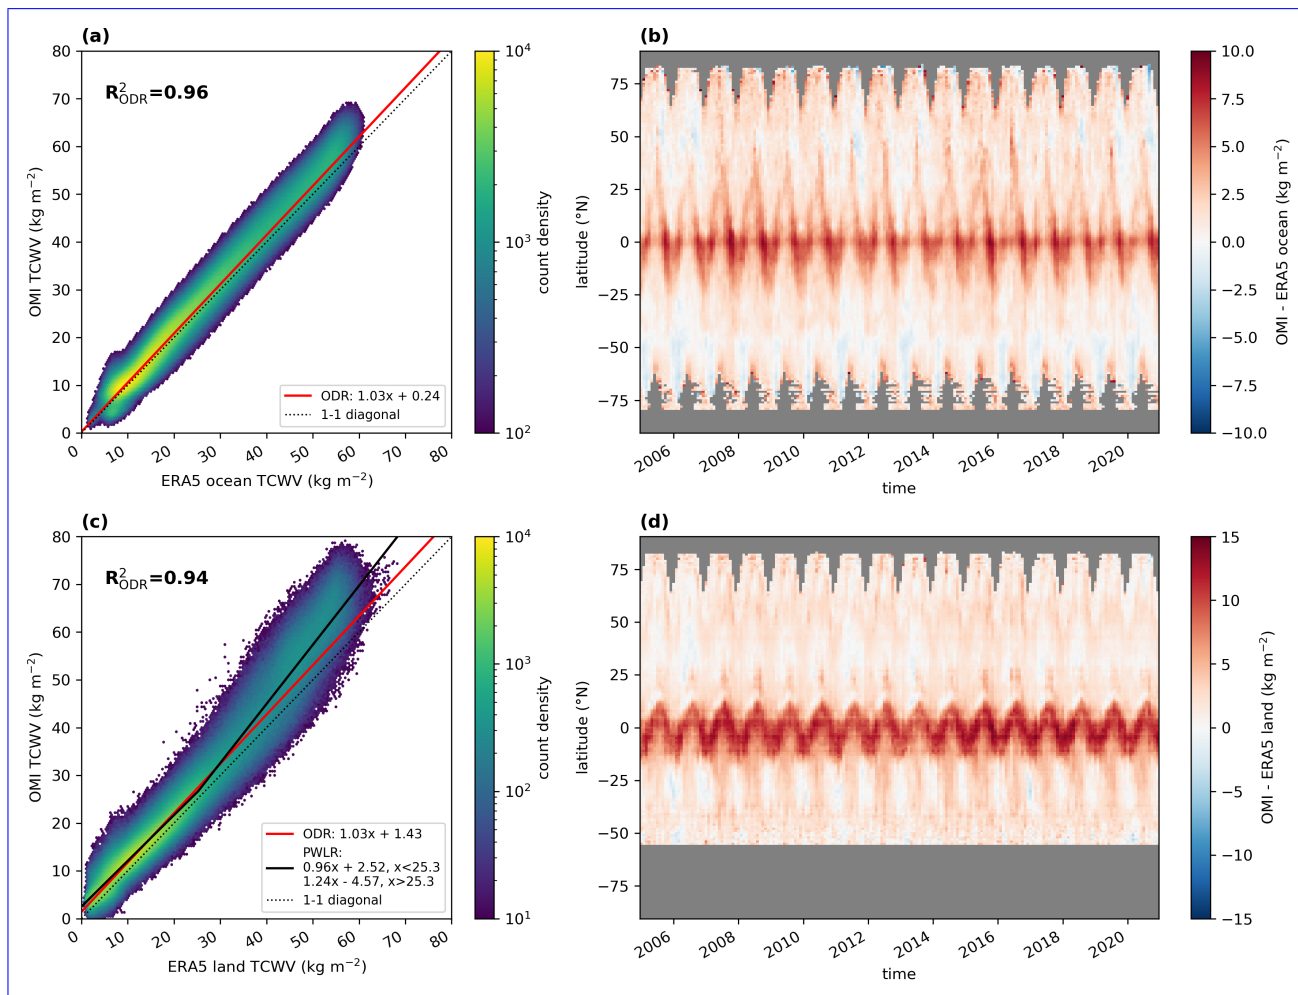 (a)
R²ODR=0.96
80
70
60
50
40
30
20
10
0
OMI TCWV (kg m⁻²)
0 10 20 30 40 50 60 70 80
ERA5 ocean TCWV (kg m⁻²)
ODR: 1.03x + 0.24
1-1 diagonal
10⁴
10³
10²
count density
(b)
75
50
25
0
−25
−50
−75
latitude (°N)
2006 2008 2010 2012 2014 2016 2018 2020
time
10.0
7.5
5.0
2.5
0.0
−2.5
−5.0
−7.5
−10.0
OMI - ERA5 ocean (kg m⁻²)
(c)
R²ODR=0.94
80
70
60
50
40
30
20
10
0
OMI TCWV (kg m⁻²)
0 10 20 30 40 50 60 70 80
ERA5 land TCWV (kg m⁻²)
ODR: 1.03x + 1.43
PWLR:
0.96x + 2.52, x<25.3
1.24x - 4.57, x>25.3
1-1 diagonal
10⁴
10³
10²
10¹
count density
(d)
75
50
25
0
−25
−50
−75
latitude (°N)
2006 2008 2010 2012 2014 2016 2018 2020
time
15
10
5
0
−5
−10
−15
OMI - ERA5 land (kg m⁻²)